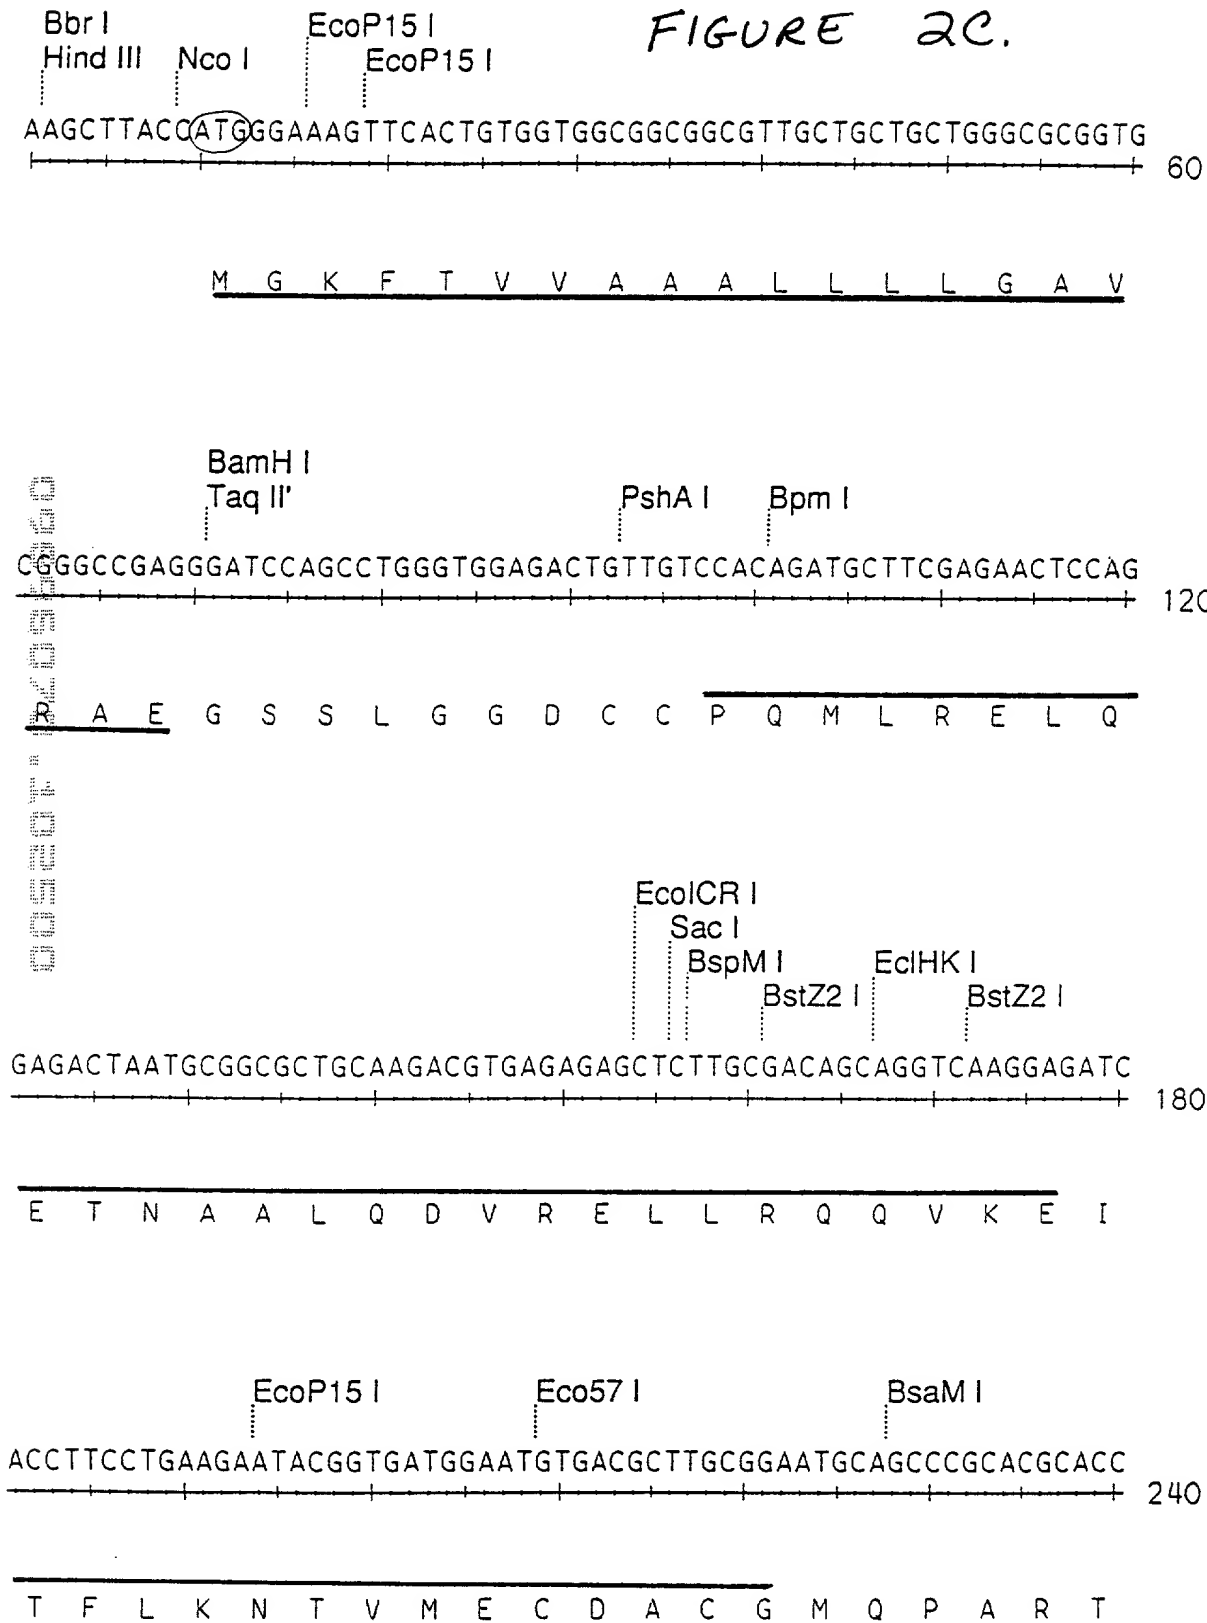 FIGURE 2C.
Bbr I EcoP15 I
Hind III Nco I EcoP15 I
AAGCTTACCATGGGAAAGTTCACTGTGGTGGCGGCGGCGTTGCTGCTGCTGGGCGCGGTG
60
M G K F T V V A A A L L L L G A V
BamH I
Taq II' PshA I Bpm I
CGGGCCGAGGGATCCAGCCTGGGTGGAGACTGTTGTCCACAGATGCTTCGAGAACTCCAG
120
R A E G S S L G G D C C P Q M L R E L Q
EcoICR I
Sac I
BspM I EclHK I
BstZ2 I BstZ2 I
GAGACTAATGCGGCGCTGCAAGACGTGAGAGAGCTCTTGCGACAGCAGGTCAAGGAGATC
180
E T N A A L Q D V R E L L R Q Q V K E I
EcoP15 I Eco57 I BsaM I
ACCTTCCTGAAGAATACGGTGATGGAATGTGACGCTTGCGGAATGCAGCCCGCACGCACC
240
T F L K N T V M E C D A C G M Q P A R T